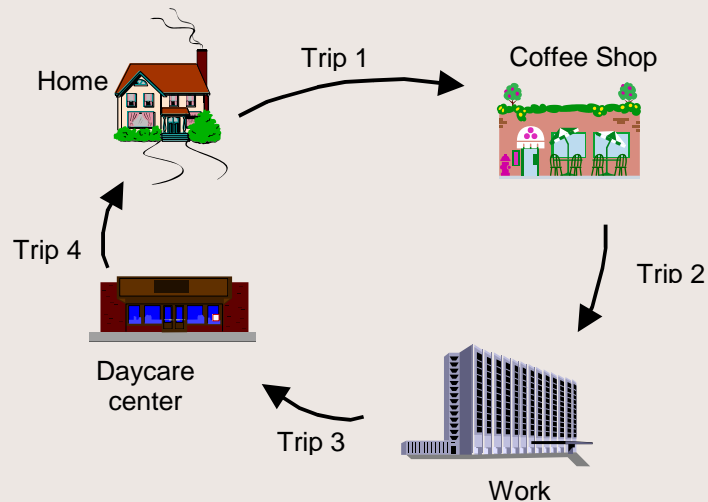 Home
Trip 1
Coffee Shop
Trip 4
Trip 2
Daycare
center
Trip 3
Work